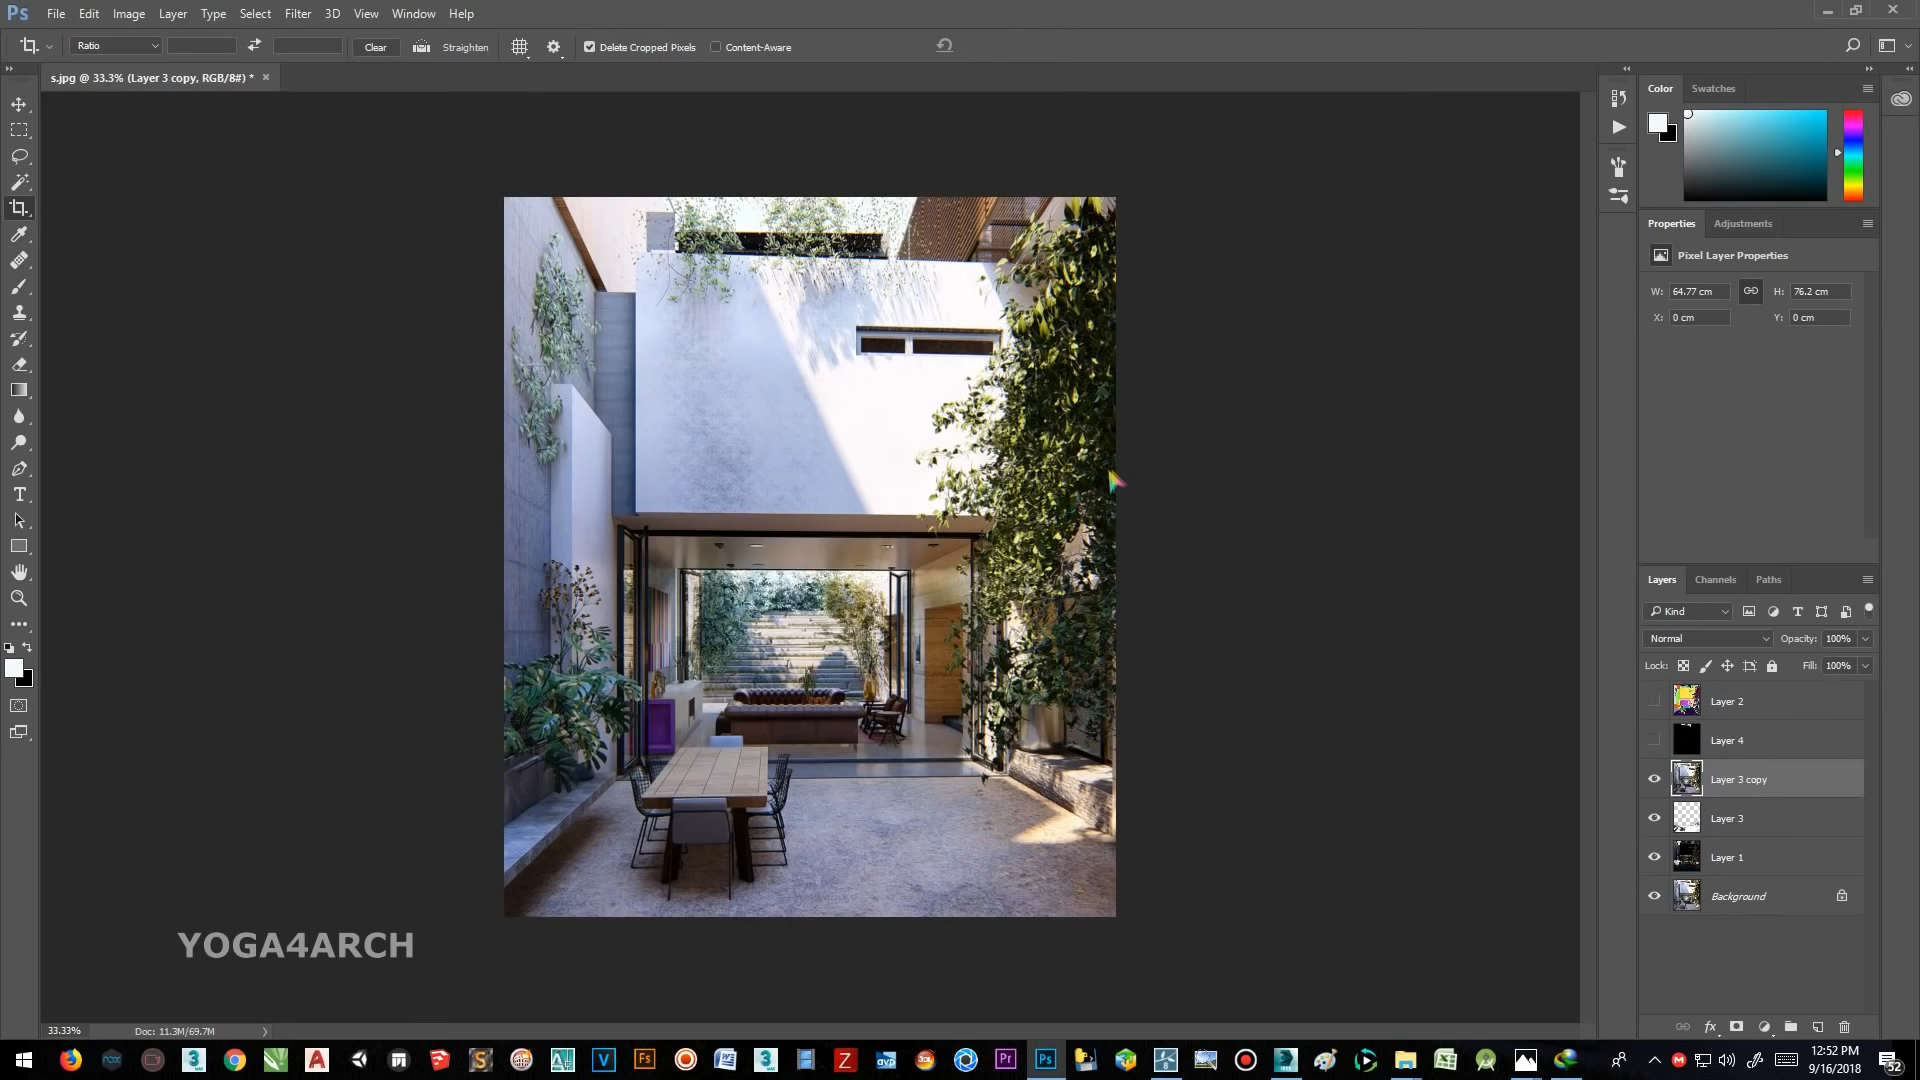 Ps File Edit Image Layer Type Select Filter 3D View Window Help
Ratio Clear Straighten Delete Cropped Pixels Content-Aware
s.jpg @ 33.3% (Layer 3 copy, RGB/8#) *
Color Swatches
Properties Adjustments
Pixel Layer Properties
W: 64.77 cm H: 76.2 cm
X: 0 cm Y: 0 cm
Layers Channels Paths
Kind
Normal Opacity: 100%
Lock: Fill: 100%
Layer 2
Layer 4
Layer 3 copy
Layer 3
Layer 1
Background
YOGA4ARCH
33.33% Doc: 11.3M/69.7M
12:52 PM
9/16/2018
52